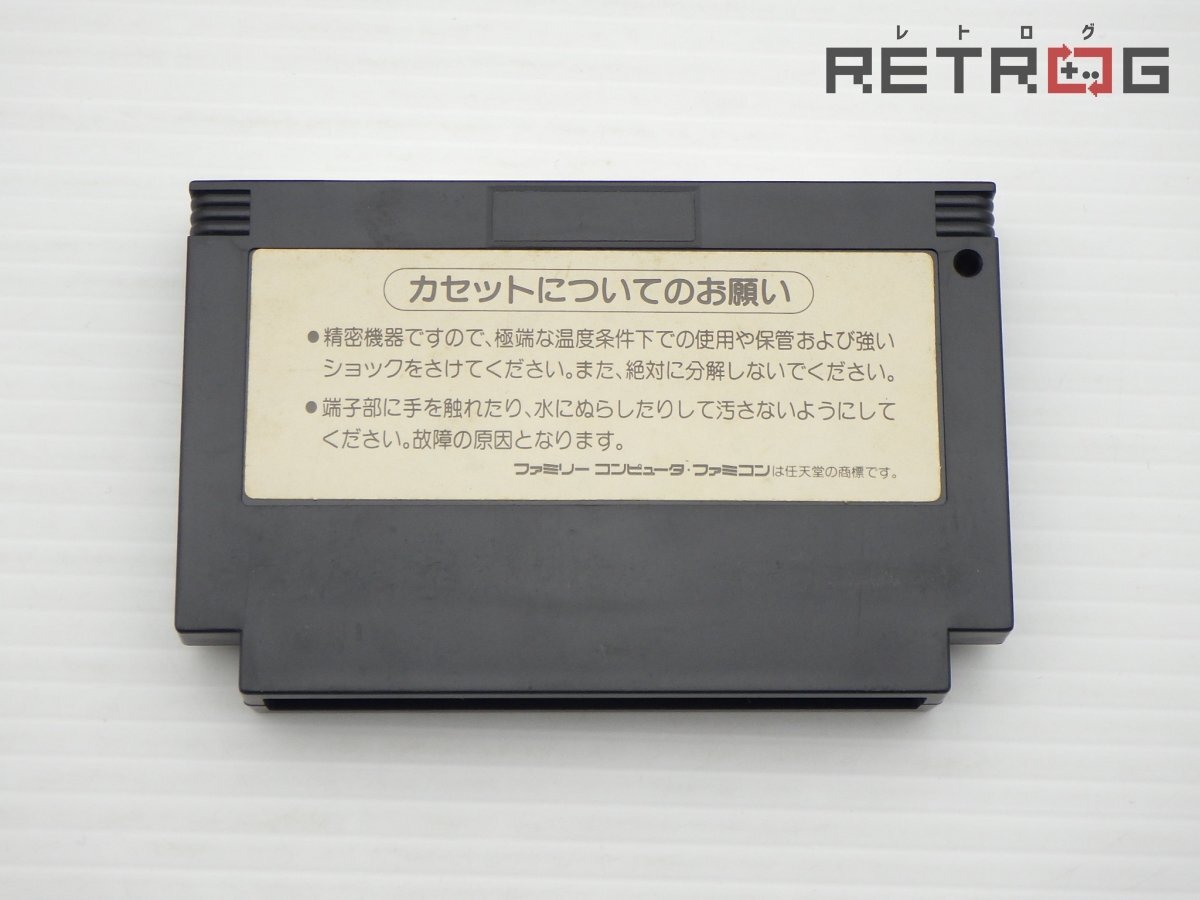 レトログ
RETROG
カセットについてのお願い
●精密機器ですので、極端な温度条件下での使用や保管および強い
ショックをさけてください。また、絶対に分解しないでください。
●端子部に手を触れたり、水にぬらしたりして汚さないようにして
ください。故障の原因となります。
ファミリーコンピュータ・ファミコンは任天堂の商標です。